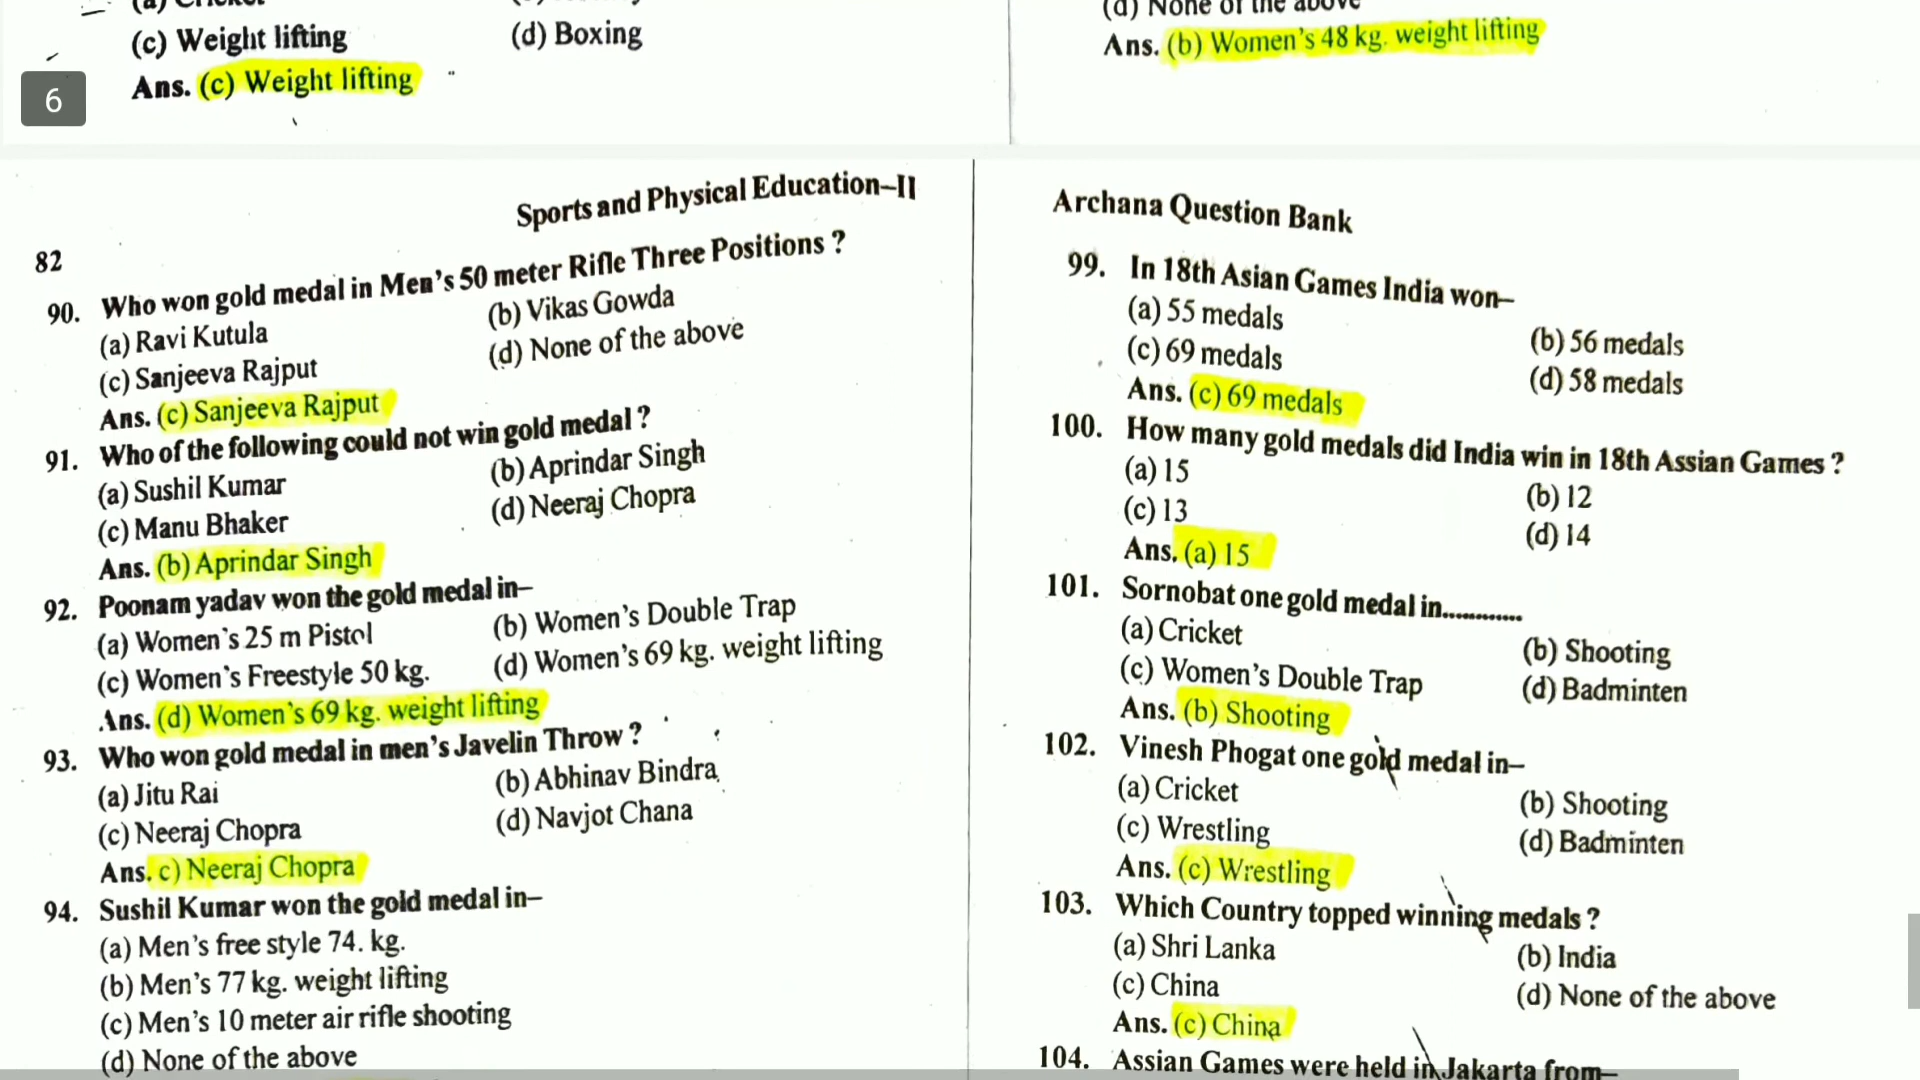 (a) Cricket
(c) Weight lifting
(d) Boxing
Ans. (c) Weight lifting
6
(d) None of the above
Ans. (b) Women's 48 kg. weight lifting
Sports and Physical Education–II
82
90. Who won gold medal in Men's 50 meter Rifle Three Positions ?
(a) Ravi Kutula
(b) Vikas Gowda
(c) Sanjeeva Rajput
(d) None of the above
Ans. (c) Sanjeeva Rajput
91. Who of the following could not win gold medal ?
(a) Sushil Kumar
(b) Aprindar Singh
(c) Manu Bhaker
(d) Neeraj Chopra
Ans. (b) Aprindar Singh
92. Poonam yadav won the gold medal in–
(a) Women's 25 m Pistol
(b) Women's Double Trap
(c) Women's Freestyle 50 kg.
(d) Women's 69 kg. weight lifting
Ans. (d) Women's 69 kg. weight lifting
93. Who won gold medal in men's Javelin Throw ?
(a) Jitu Rai
(b) Abhinav Bindra
(c) Neeraj Chopra
(d) Navjot Chana
Ans. c) Neeraj Chopra
94. Sushil Kumar won the gold medal in–
(a) Men's free style 74. kg.
(b) Men's 77 kg. weight lifting
(c) Men's 10 meter air rifle shooting
(d) None of the above
Archana Question Bank
99. In 18th Asian Games India won–
(a) 55 medals
(b) 56 medals
(c) 69 medals
(d) 58 medals
Ans. (c) 69 medals
100. How many gold medals did India win in 18th Assian Games ?
(a) 15
(b) 12
(c) 13
(d) 14
Ans. (a) 15
101. Sornobat one gold medal in............
(a) Cricket
(b) Shooting
(c) Women's Double Trap
(d) Badminten
Ans. (b) Shooting
102. Vinesh Phogat one gold medal in–
(a) Cricket
(b) Shooting
(c) Wrestling
(d) Badminten
Ans. (c) Wrestling
103. Which Country topped winning medals ?
(a) Shri Lanka
(b) India
(c) China
(d) None of the above
Ans. (c) China
104. Assian Games were held in Jakarta from–